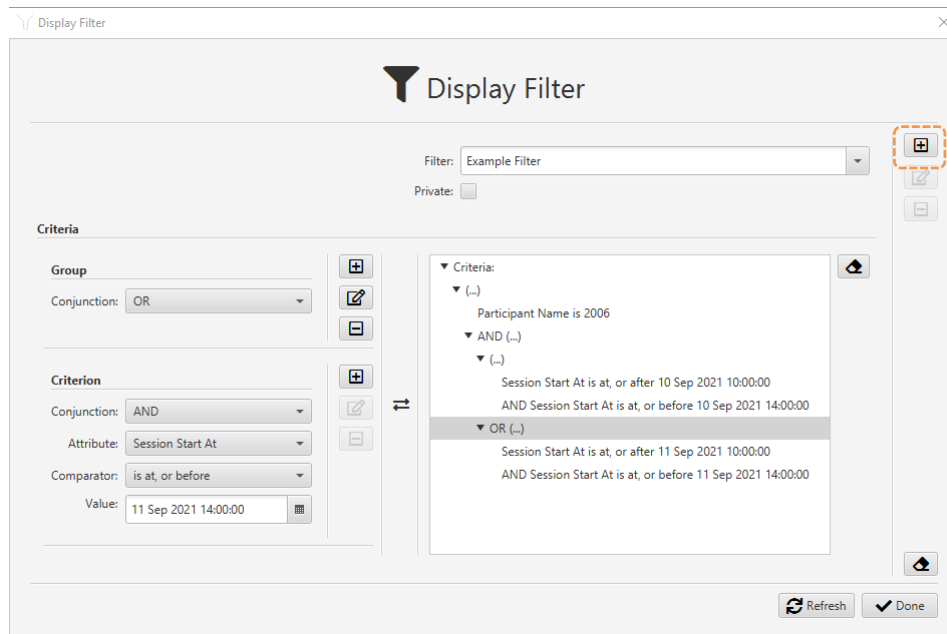 Display Filter
Display Filter
Filter: Example Filter
Private:
Criteria
Group
Conjunction: OR
Criterion
Conjunction: AND
Attribute: Session Start At
Comparator: is at, or before
Value: 11 Sep 2021 14:00:00
Criteria:
(...)
Participant Name is 2006
AND (...)
(...)
Session Start At is at, or after 10 Sep 2021 10:00:00
AND Session Start At is at, or before 10 Sep 2021 14:00:00
OR (...)
Session Start At is at, or after 11 Sep 2021 10:00:00
AND Session Start At is at, or before 11 Sep 2021 14:00:00
Refresh
Done